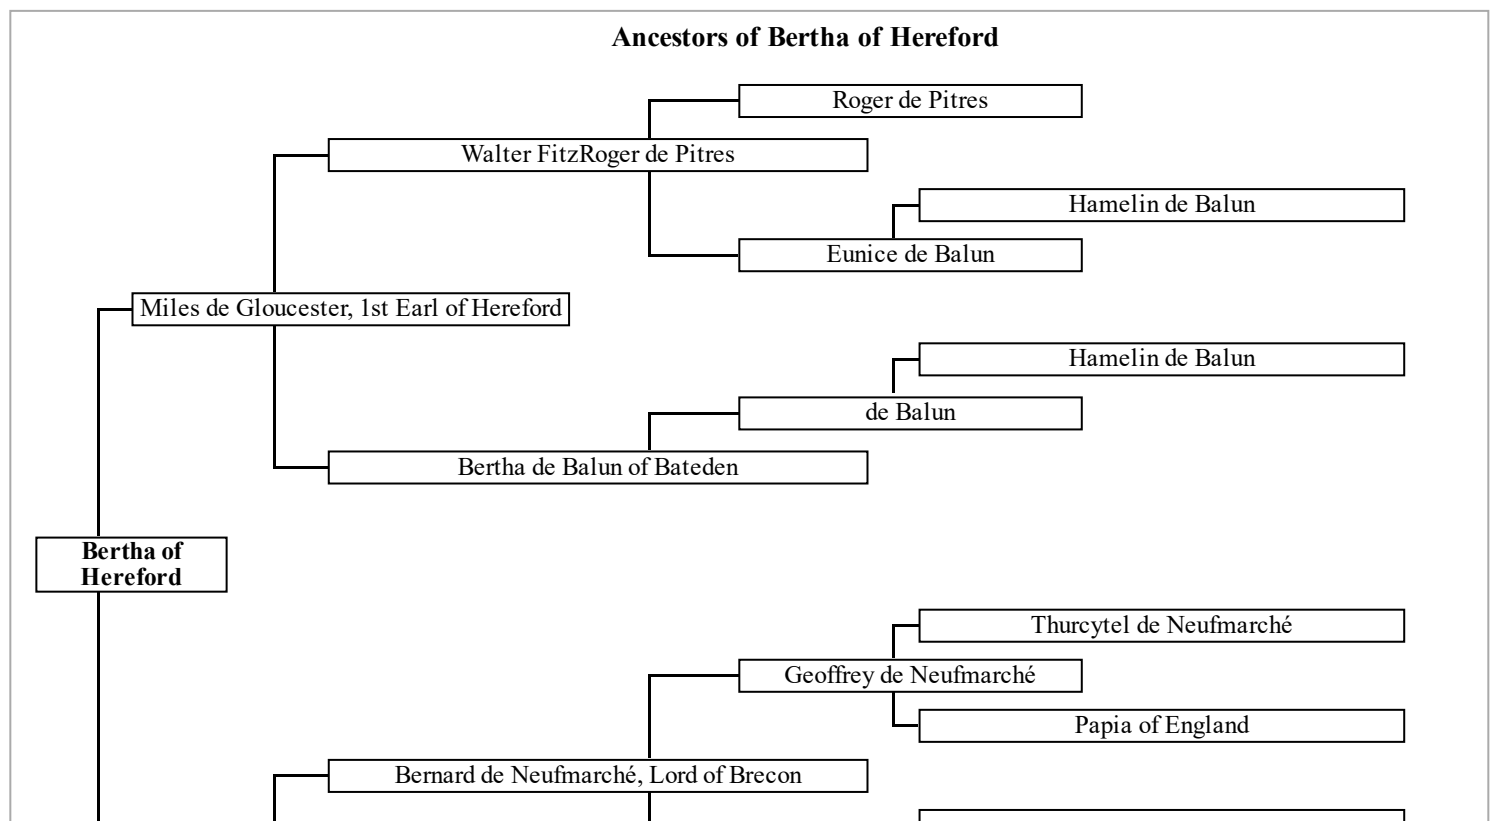 Ancestors of Bertha of Hereford
Roger de Pitres
Walter FitzRoger de Pitres
Hamelin de Balun
Eunice de Balun
Miles de Gloucester, 1st Earl of Hereford
Hamelin de Balun
de Balun
Bertha de Balun of Bateden
Bertha of
Hereford
Thurcytel de Neufmarché
Geoffrey de Neufmarché
Papia of England
Bernard de Neufmarché, Lord of Brecon